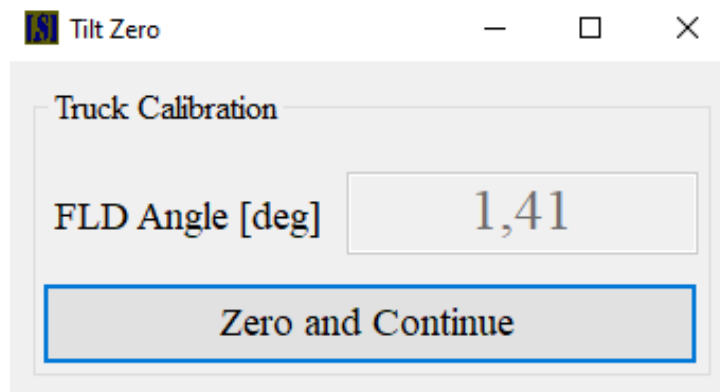 Tilt Zero
Truck Calibration
FLD Angle [deg] 1,41
Zero and Continue